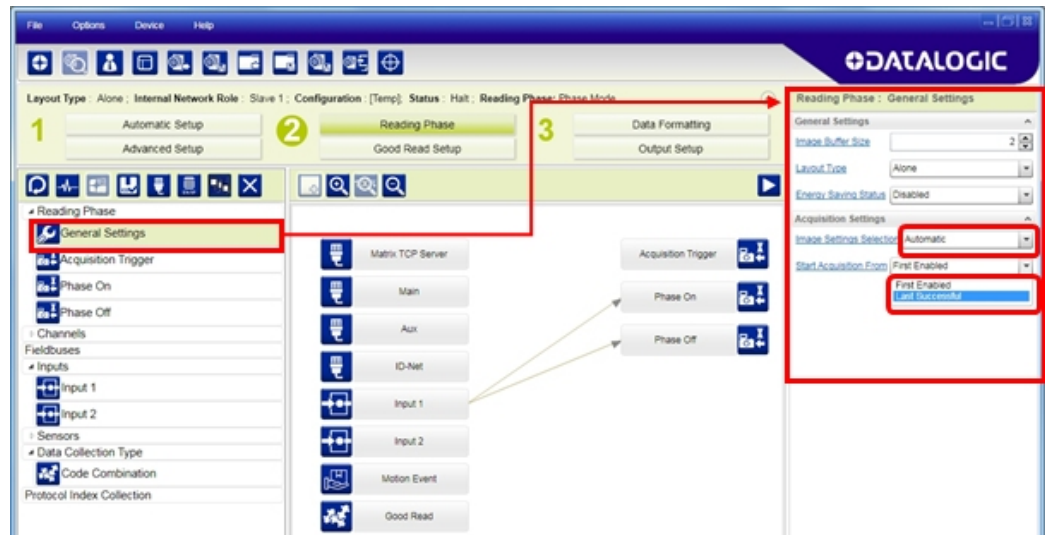 File Options Device Help
DATALOGIC
Layout Type : Alone ; Internal Network Role : Slave 1 ; Configuration : [Temp]; Status : Halt ; Reading Phase: Phase Mode
1
Automatic Setup
Advanced Setup
2
Reading Phase
Good Read Setup
3
Data Formatting
Output Setup
Reading Phase
General Settings
Acquisition Trigger
Phase On
Phase Off
Channels
Fieldbuses
Inputs
Input 1
Input 2
Sensors
Data Collection Type
Code Combination
Protocol Index Collection
Matrix TCP Server
Main
Aux
ID-Net
Input 1
Input 2
Motion Event
Good Read
Acquisition Trigger
Phase On
Phase Off
Reading Phase : General Settings
General Settings
Image Buffer Size 2
Layout Type Alone
Energy Saving Status Disabled
Acquisition Settings
Image Settings Selection Automatic
Start Acquisition From First Enabled
First Enabled
Last Successful